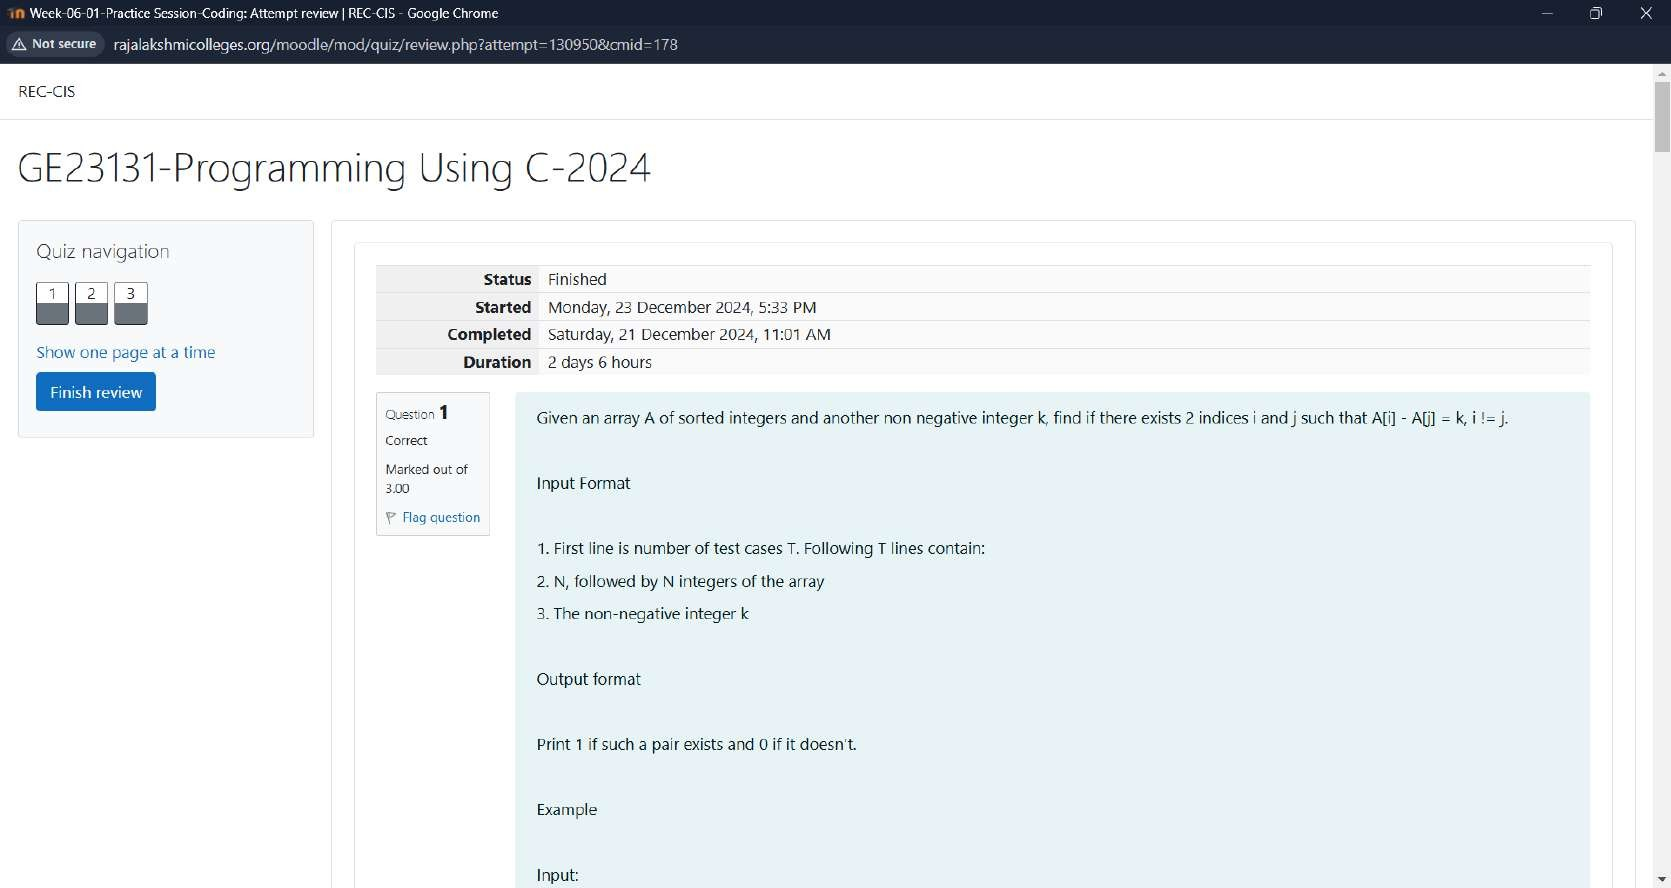 Week-06-01-Practice Session-Coding: Attempt review | REC-CIS - Google Chrome
Not secure rajalakshmicolleges.org/moodle/mod/quiz/review.php?attempt=130950&cmid=178
REC-CIS
GE23131-Programming Using C-2024
Quiz navigation
1 2 3
Show one page at a time
Finish review
Status Finished
Started Monday, 23 December 2024, 5:33 PM
Completed Saturday, 21 December 2024, 11:01 AM
Duration 2 days 6 hours
Question 1
Correct
Marked out of
3.00
Flag question
Given an array A of sorted integers and another non negative integer k, find if there exists 2 indices i and j such that A[i] - A[j] = k, i != j.
Input Format
1. First line is number of test cases T. Following T lines contain:
2. N, followed by N integers of the array
3. The non-negative integer k
Output format
Print 1 if such a pair exists and 0 if it doesn't.
Example
Input: